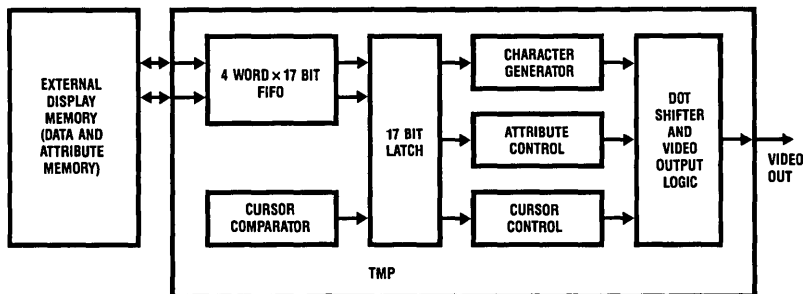 EXTERNAL
DISPLAY
MEMORY
(DATA AND
ATTRIBUTE
MEMORY)
4 WORD × 17 BIT
FIFO
CURSOR
COMPARATOR
17 BIT
LATCH
CHARACTER
GENERATOR
ATTRIBUTE
CONTROL
CURSOR
CONTROL
DOT
SHIFTER
AND
VIDEO
OUTPUT
LOGIC
VIDEO
OUT
TMP